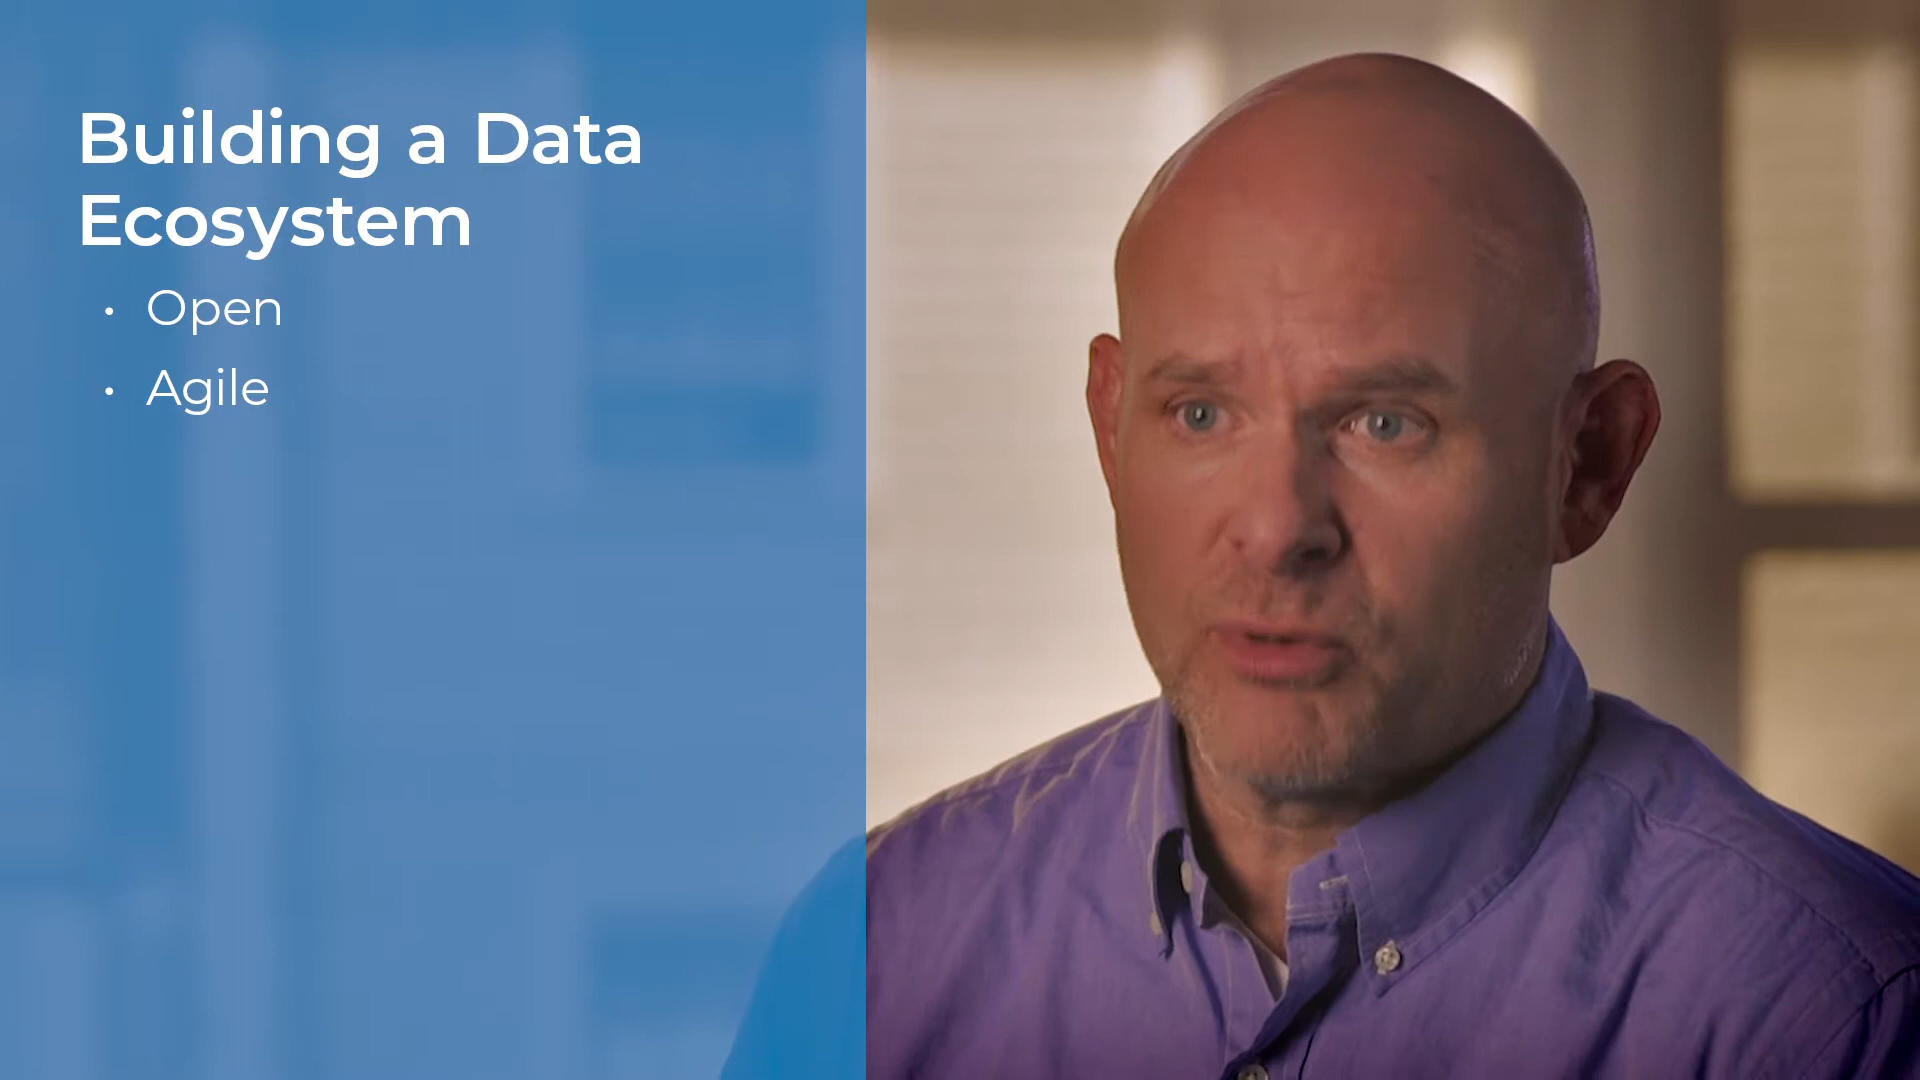 Building a Data
Ecosystem
• Open
• Agile